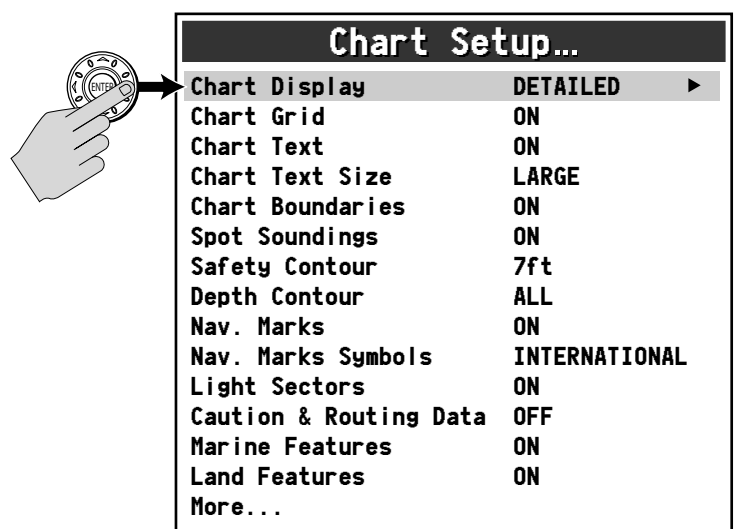 Chart Setup...
ENTER
Chart Display DETAILED
Chart Grid ON
Chart Text ON
Chart Text Size LARGE
Chart Boundaries ON
Spot Soundings ON
Safety Contour 7ft
Depth Contour ALL
Nav. Marks ON
Nav. Marks Symbols INTERNATIONAL
Light Sectors ON
Caution & Routing Data OFF
Marine Features ON
Land Features ON
More...